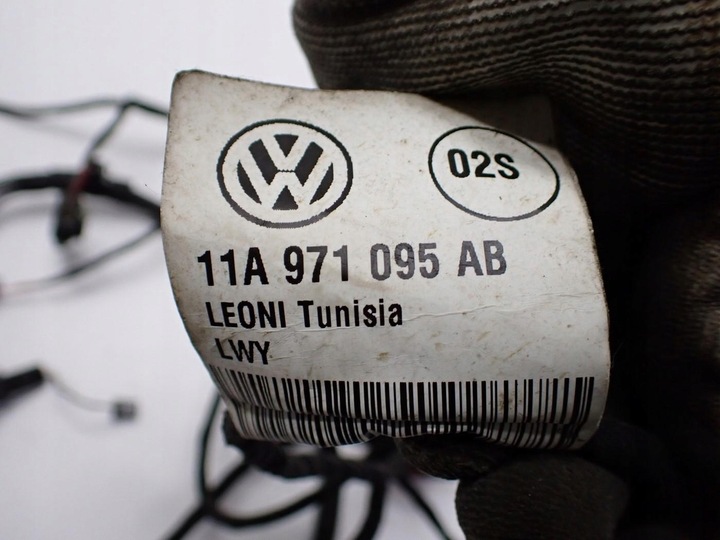 02S
11A 971 095 AB
LEONI Tunisia
LWY